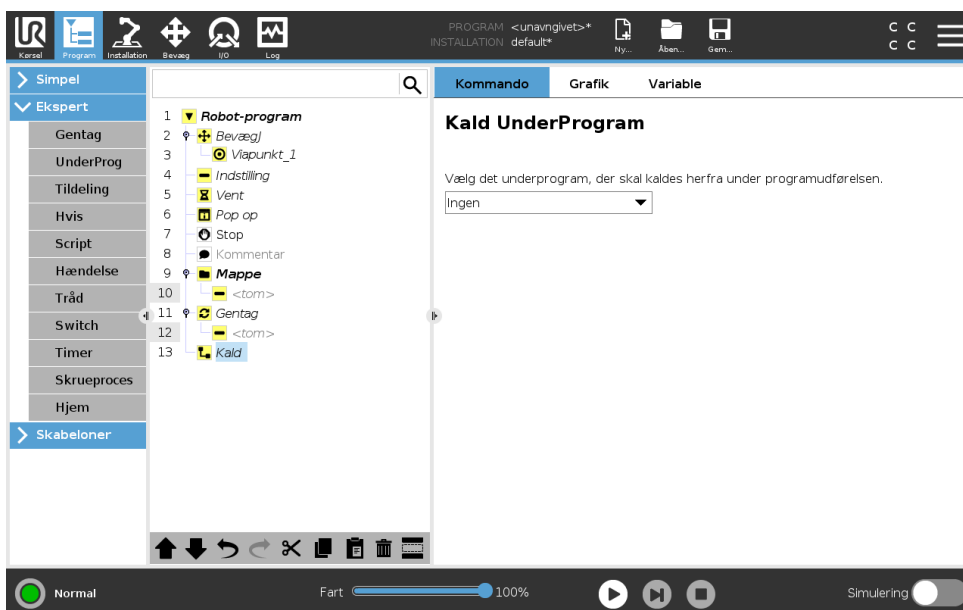 UR
Kørsel
Program
Installation
Bevæg
I/O
Log
PROGRAM <unavngivet>*
INSTALLATION default*
Ny...
Åben...
Gem...
C C
C C
Simpel
Ekspert
Gentag
UnderProg
Tildeling
Hvis
Script
Hændelse
Tråd
Switch
Timer
Skrueproces
Hjem
Skabeloner
1 Robot-program
2 BevægJ
3 Viapunkt_1
4 Indstilling
5 Vent
6 Pop op
7 Stop
8 Kommentar
9 Mappe
10 <tom>
11 Gentag
12 <tom>
13 Kald
Kommando Grafik Variable
Kald UnderProgram
Vælg det underprogram, der skal kaldes herfra under programudførelsen.
Ingen
Normal
Fart 100%
Simulering